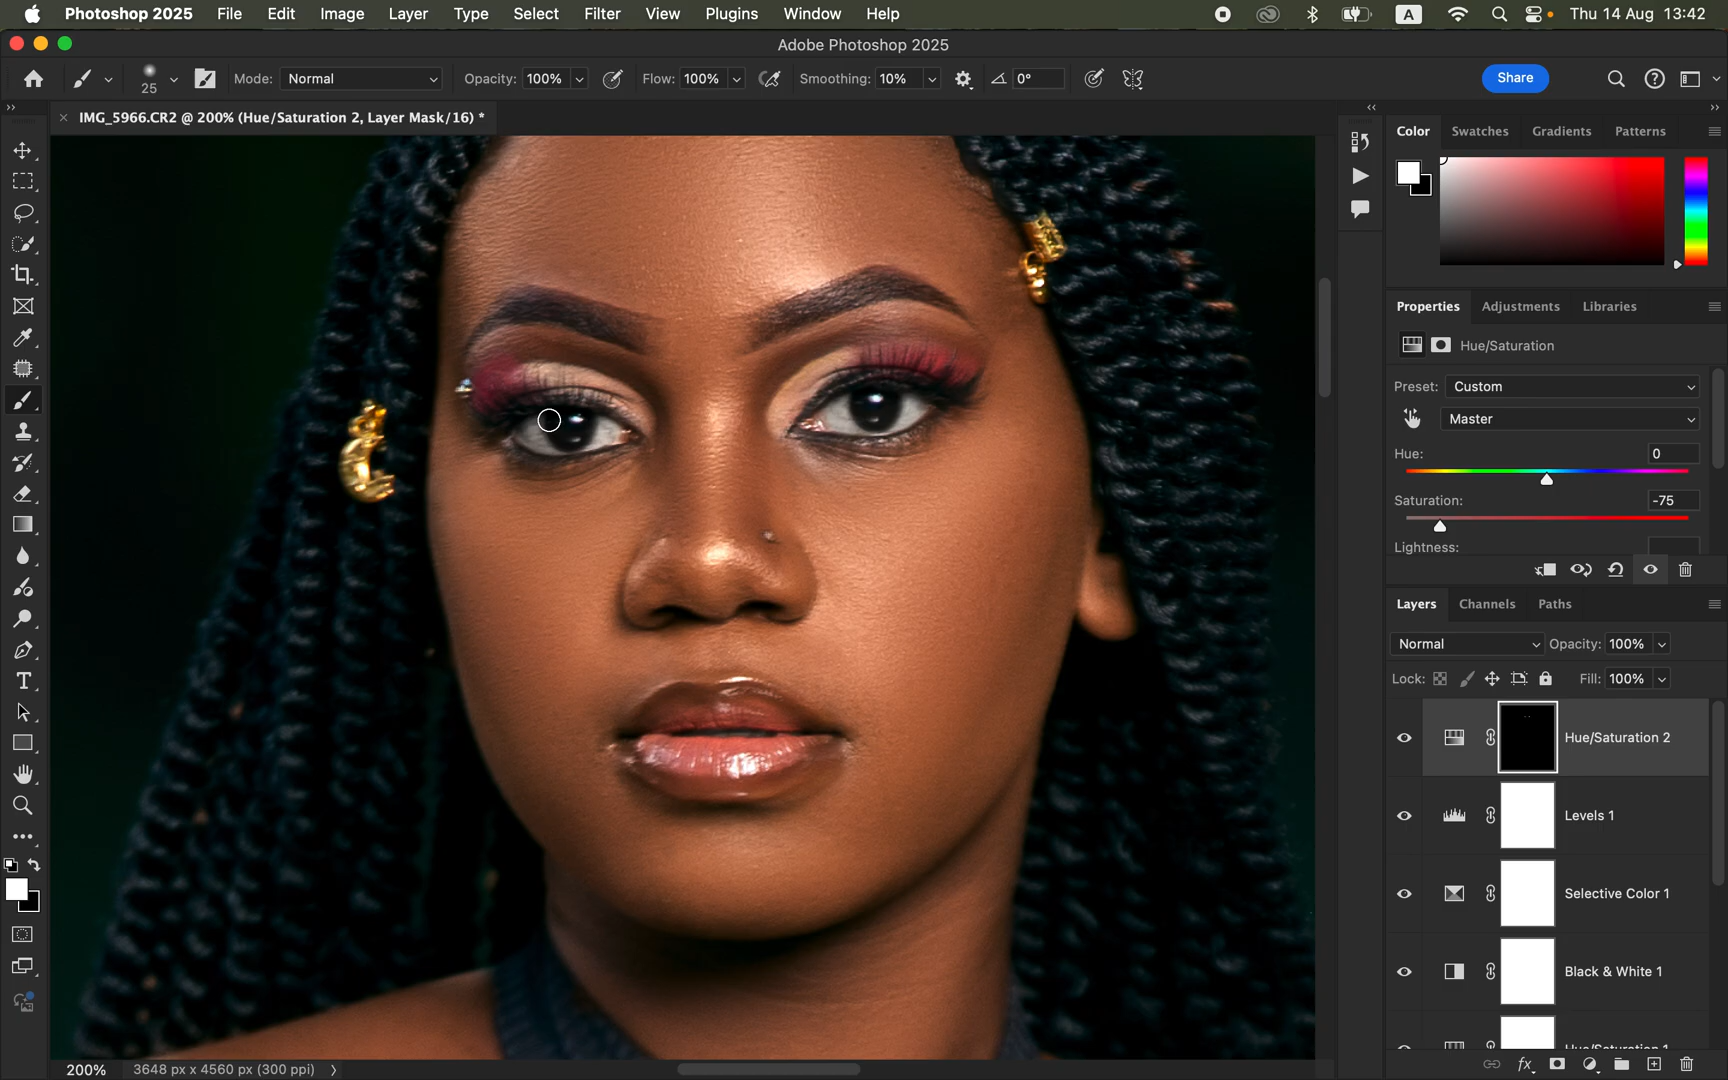 Photoshop 2025 File Edit Image Layer Type Select Filter View Plugins Window Help A Thu 14 Aug 13:42
Adobe Photoshop 2025
25 Mode: Normal Opacity: 100% Flow: 100% Smoothing: 10% 0° Share
IMG_5966.CR2 @ 200% (Hue/Saturation 2, Layer Mask/16) *
Color Swatches Gradients Patterns
Properties Adjustments Libraries
Hue/Saturation
Preset: Custom
Master
Hue: 0
Saturation: -75
Lightness:
Layers Channels Paths
Normal Opacity: 100%
Lock: Fill: 100%
Hue/Saturation 2
Levels 1
Selective Color 1
Black & White 1
Hue/Saturation 1
fx
200% 3648 px x 4560 px (300 ppi)